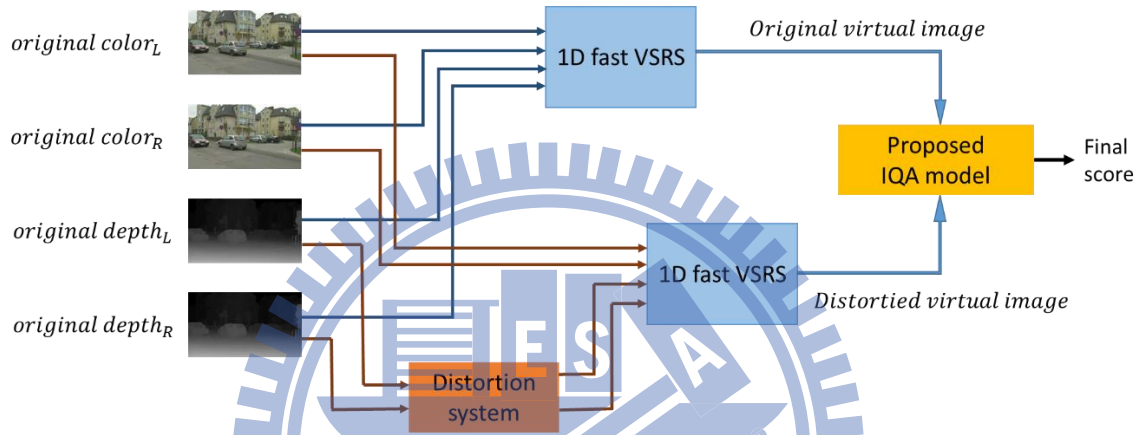 original color_L
original color_R
original depth_L
original depth_R
1D fast VSRS
Original virtual image
Proposed
IQA model
Final
score
1D fast VSRS
Distortied virtual image
Distortion
system
ESA